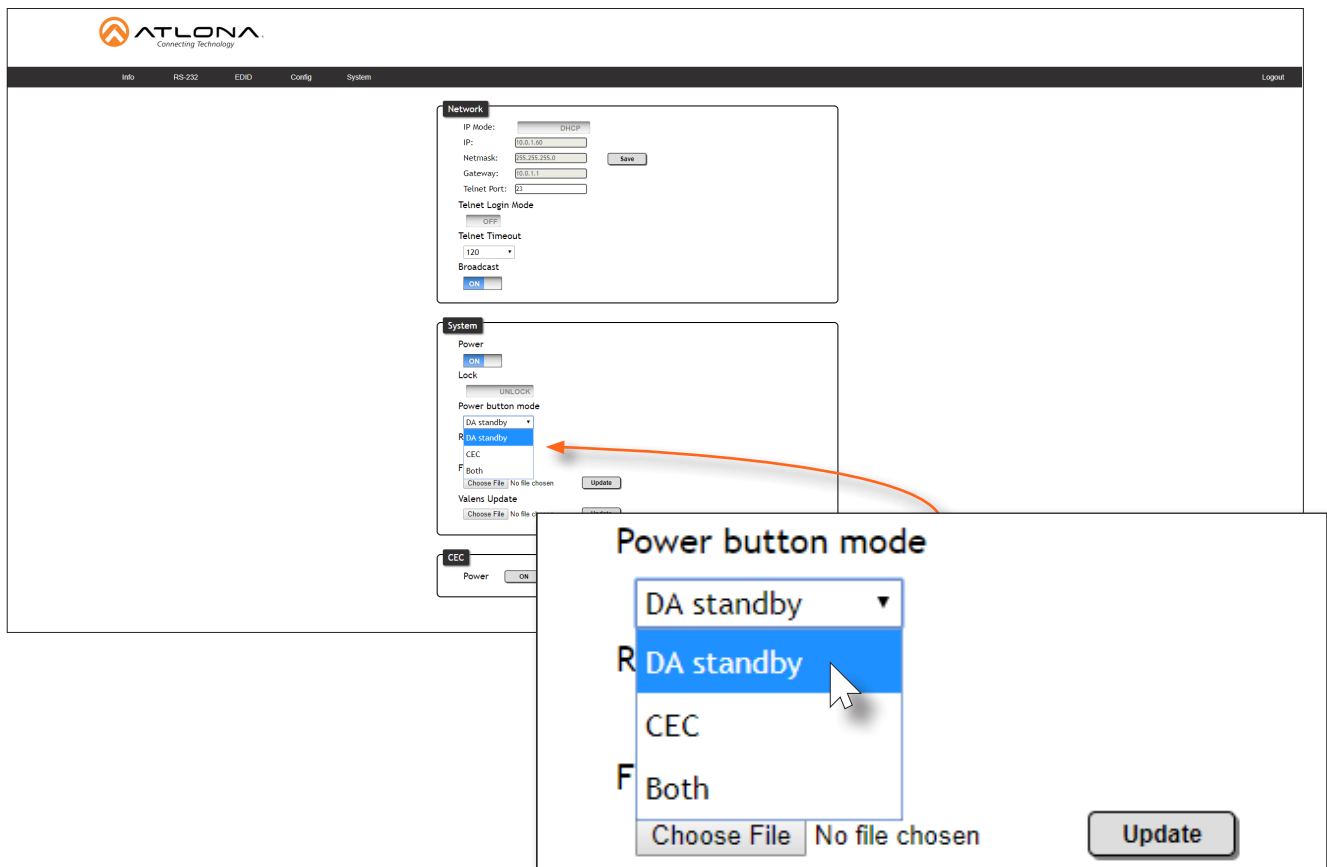 ATLONA.
Connecting Technology
Info RS-232 EDID Config System Logout
Network
IP Mode: DHCP
IP: 10.0.1.60
Netmask: 255.255.255.0 Save
Gateway: 10.0.1.1
Telnet Port: 23
Telnet Login Mode
OFF
Telnet Timeout
120
Broadcast
ON
System
Power
ON
Lock
UNLOCK
Power button mode
DA standby
R DA standby
CEC
F Both
Choose File No file chosen Update
Valens Update
Choose File No file
CEC
Power ON
Power button mode
DA standby
R DA standby
CEC
F Both
Choose File No file chosen Update